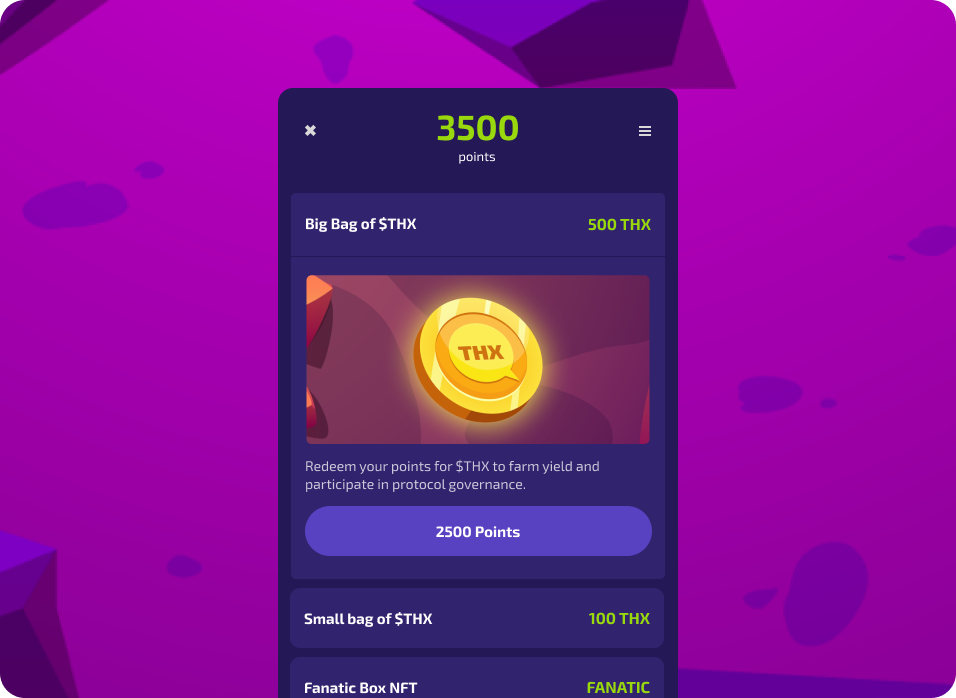 3500
points
Big Bag of $THX
500 THX
THX
Redeem your points for $THX to farm yield and
participate in protocol governance.
2500 Points
Small bag of $THX
100 THX
Fanatic Box NFT
FANATIC